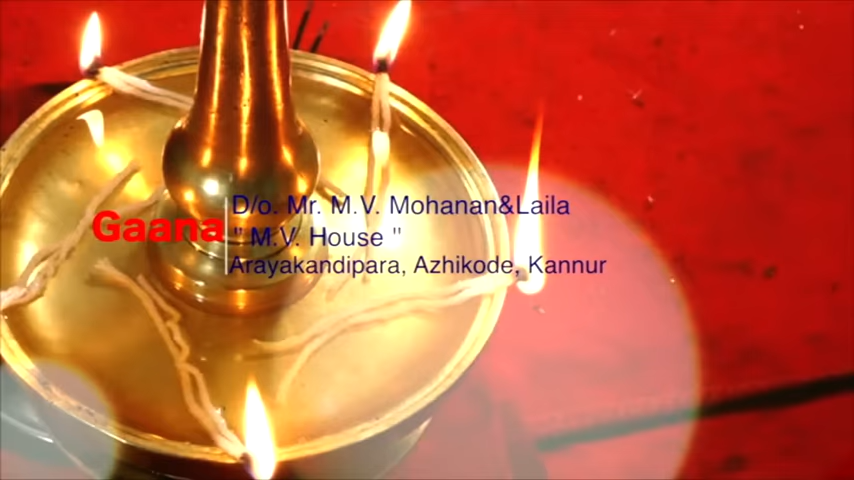 Gaana
D/o. Mr. M.V. Mohanan&Laila
" M.V. House "
Arayakandipara, Azhikode, Kannur